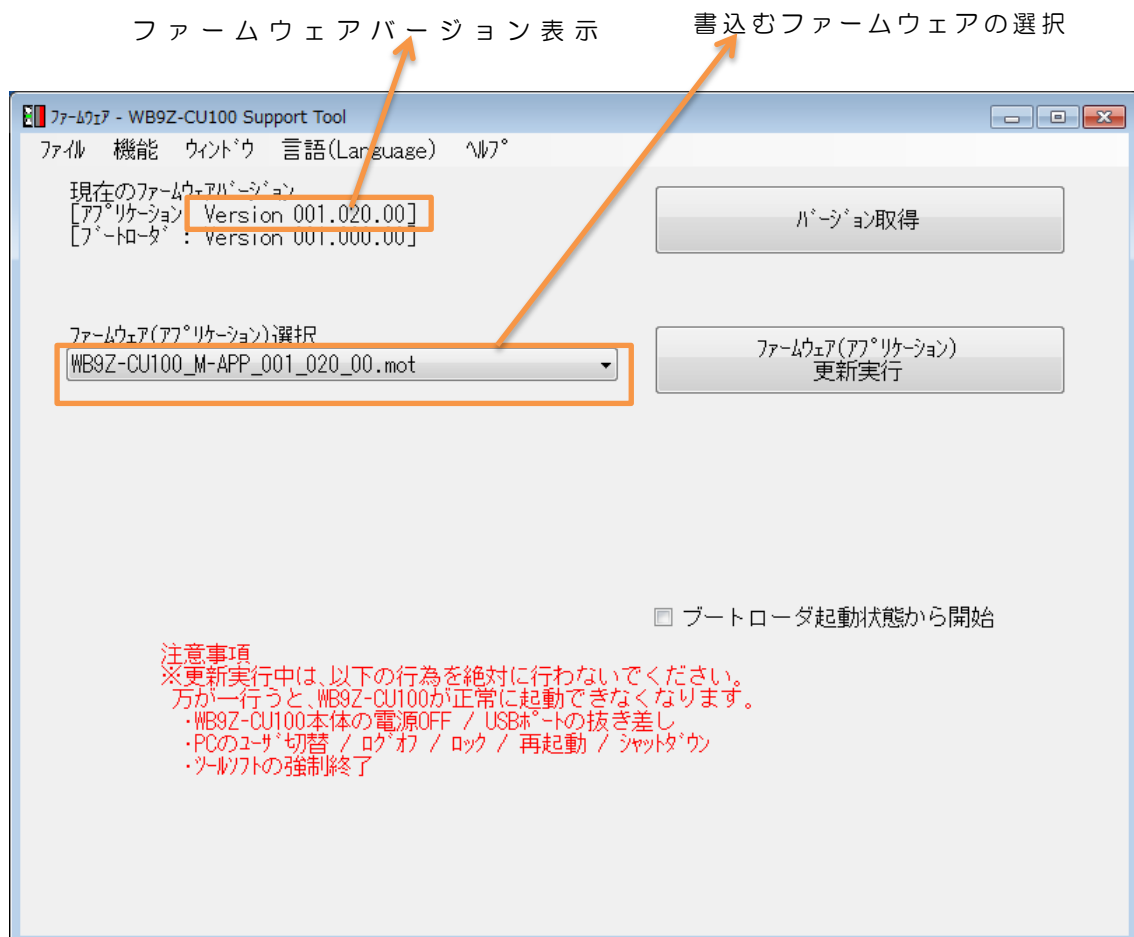 ファームウェアバージョン表示
書込むファームウェアの選択
ﾌｧｰﾑｳｪｱ - WB9Z-CU100 Support Tool
ﾌｧｲﾙ 機能 ｳｨﾝﾄﾞｳ 言語(Language) ﾍﾙﾌﾟ
現在のﾌｧｰﾑｳｪｱﾊﾞｰｼﾞｮﾝ
[ｱﾌﾟﾘｹｰｼｮﾝ Version 001.020.00]
[ﾌﾞｰﾄﾛｰﾀﾞ : Version 001.000.00]
ﾊﾞｰｼﾞｮﾝ取得
ﾌｧｰﾑｳｪｱ(ｱﾌﾟﾘｹｰｼｮﾝ)選択
WB9Z-CU100_M-APP_001_020_00.mot
ﾌｧｰﾑｳｪｱ(ｱﾌﾟﾘｹｰｼｮﾝ)
更新実行
ブートローダ起動状態から開始
注意事項
※更新実行中は、以下の行為を絶対に行わないでください。
万が一行うと、WB9Z-CU100が正常に起動できなくなります。
・WB9Z-CU100本体の電源OFF / USBﾎﾟｰﾄの抜き差し
・PCのﾕｰｻﾞ切替 / ﾛｸﾞｵﾌ / ﾛｯｸ / 再起動 / ｼｬｯﾄﾀﾞｳﾝ
・ﾂｰﾙｿﾌﾄの強制終了